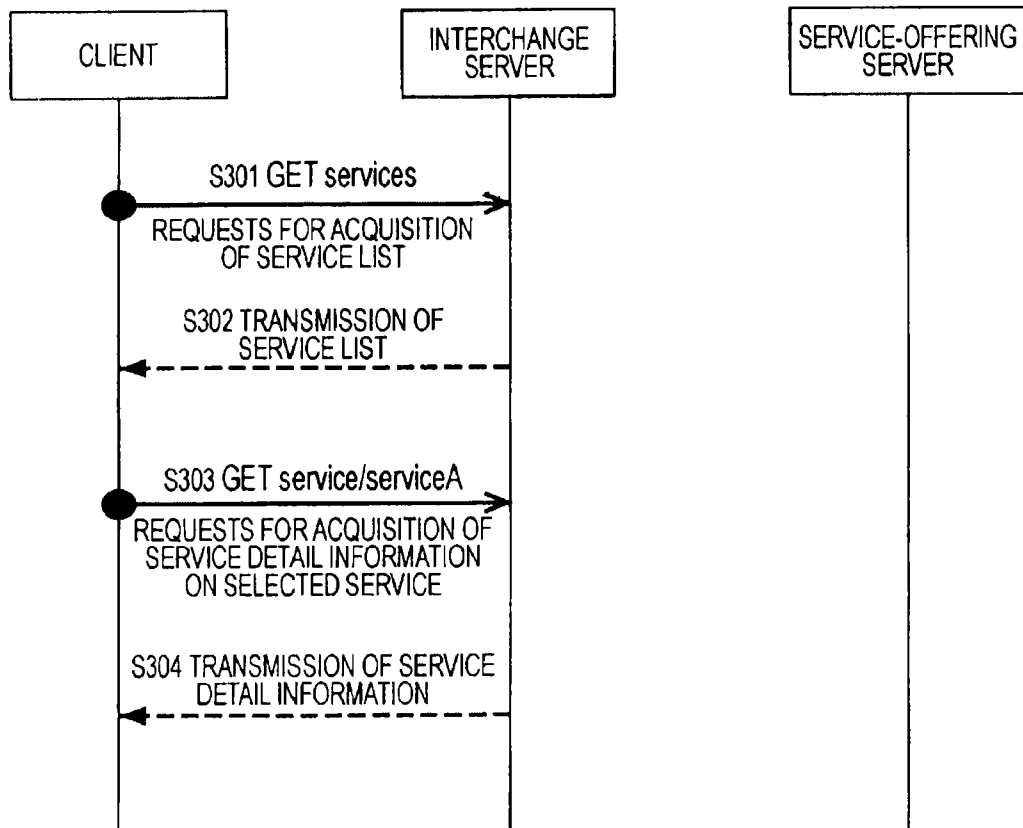 CLIENT
INTERCHANGE
SERVER
SERVICE-OFFERING
SERVER
S301 GET services
REQUESTS FOR ACQUISITION
OF SERVICE LIST
S302 TRANSMISSION OF
SERVICE LIST
S303 GET service/serviceA
REQUESTS FOR ACQUISITION OF
SERVICE DETAIL INFORMATION
ON SELECTED SERVICE
S304 TRANSMISSION OF SERVICE
DETAIL INFORMATION